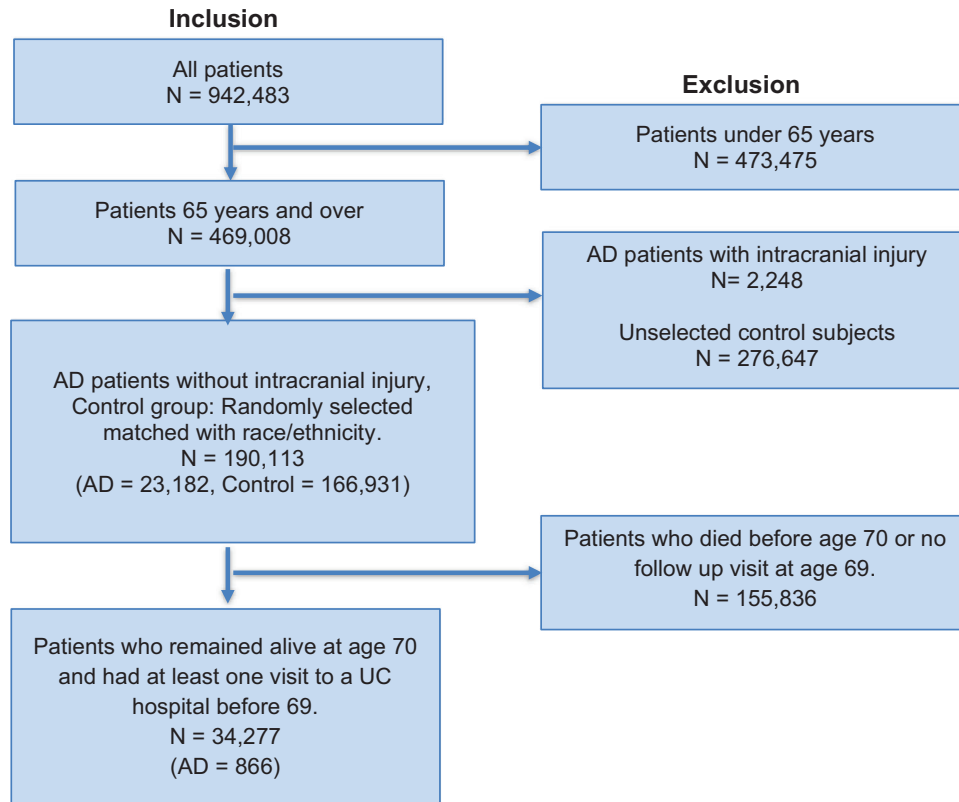 Inclusion
All patients
N = 942,483
Exclusion
Patients under 65 years
N = 473,475
Patients 65 years and over
N = 469,008
AD patients with intracranial injury
N= 2,248
Unselected control subjects
N = 276,647
AD patients without intracranial injury,
Control group: Randomly selected
matched with race/ethnicity.
N = 190,113
(AD = 23,182, Control = 166,931)
Patients who died before age 70 or no
follow up visit at age 69.
N = 155,836
Patients who remained alive at age 70
and had at least one visit to a UC
hospital before 69.
N = 34,277
(AD = 866)